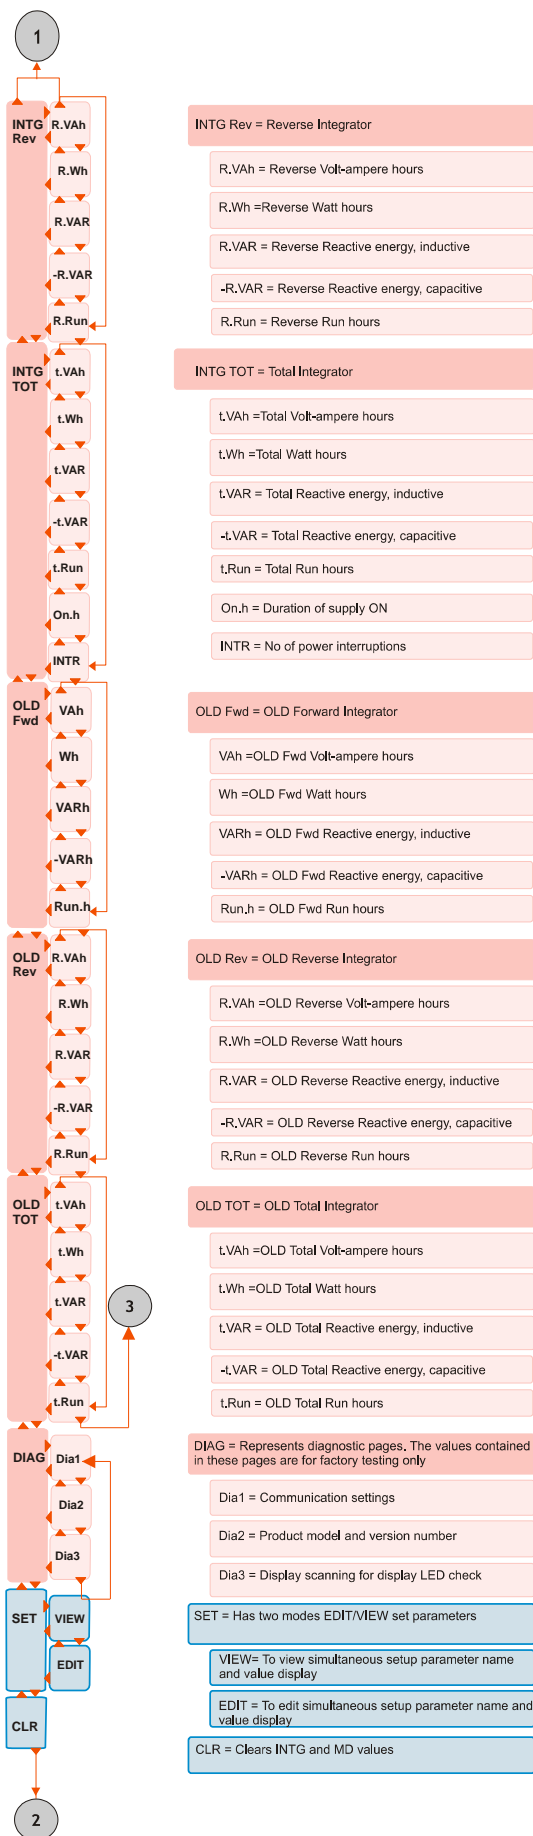 1
INTG
Rev
R.VAh
R.Wh
R.VAR
-R.VAR
R.Run
INTG Rev = Reverse Integrator
R.VAh = Reverse Volt-ampere hours
R.Wh =Reverse Watt hours
R.VAR = Reverse Reactive energy, inductive
-R.VAR = Reverse Reactive energy, capacitive
R.Run = Reverse Run hours
INTG
TOT
t.VAh
t.Wh
t.VAR
-t.VAR
t.Run
On.h
INTR
INTG TOT = Total Integrator
t.VAh =Total Volt-ampere hours
t.Wh =Total Watt hours
t.VAR = Total Reactive energy, inductive
-t.VAR = Total Reactive energy, capacitive
t.Run = Total Run hours
On.h = Duration of supply ON
INTR = No of power interruptions
OLD
Fwd
VAh
Wh
VARh
-VARh
Run.h
OLD Fwd = OLD Forward Integrator
VAh =OLD Fwd Volt-ampere hours
Wh =OLD Fwd Watt hours
VARh = OLD Fwd Reactive energy, inductive
-VARh = OLD Fwd Reactive energy, capacitive
Run.h = OLD Fwd Run hours
OLD
Rev
R.VAh
R.Wh
R.VAR
-R.VAR
R.Run
OLD Rev = OLD Reverse Integrator
R.VAh =OLD Reverse Volt-ampere hours
R.Wh =OLD Reverse Watt hours
R.VAR = OLD Reverse Reactive energy, inductive
-R.VAR = OLD Reverse Reactive energy, capacitive
R.Run = OLD Reverse Run hours
OLD
TOT
t.VAh
t.Wh
t.VAR
-t.VAR
t.Run
3
OLD TOT = OLD Total Integrator
t.VAh =OLD Total Volt-ampere hours
t.Wh =OLD Total Watt hours
t.VAR = OLD Total Reactive energy, inductive
-t.VAR = OLD Total Reactive energy, capacitive
t.Run = OLD Total Run hours
DIAG
Dia1
Dia2
Dia3
DIAG = Represents diagnostic pages. The values contained
in these pages are for factory testing only
Dia1 = Communication settings
Dia2 = Product model and version number
Dia3 = Display scanning for display LED check
SET
VIEW
EDIT
SET = Has two modes EDIT/VIEW set parameters
VIEW= To view simultaneous setup parameter name
and value display
EDIT = To edit simultaneous setup parameter name and
value display
CLR
CLR = Clears INTG and MD values
2